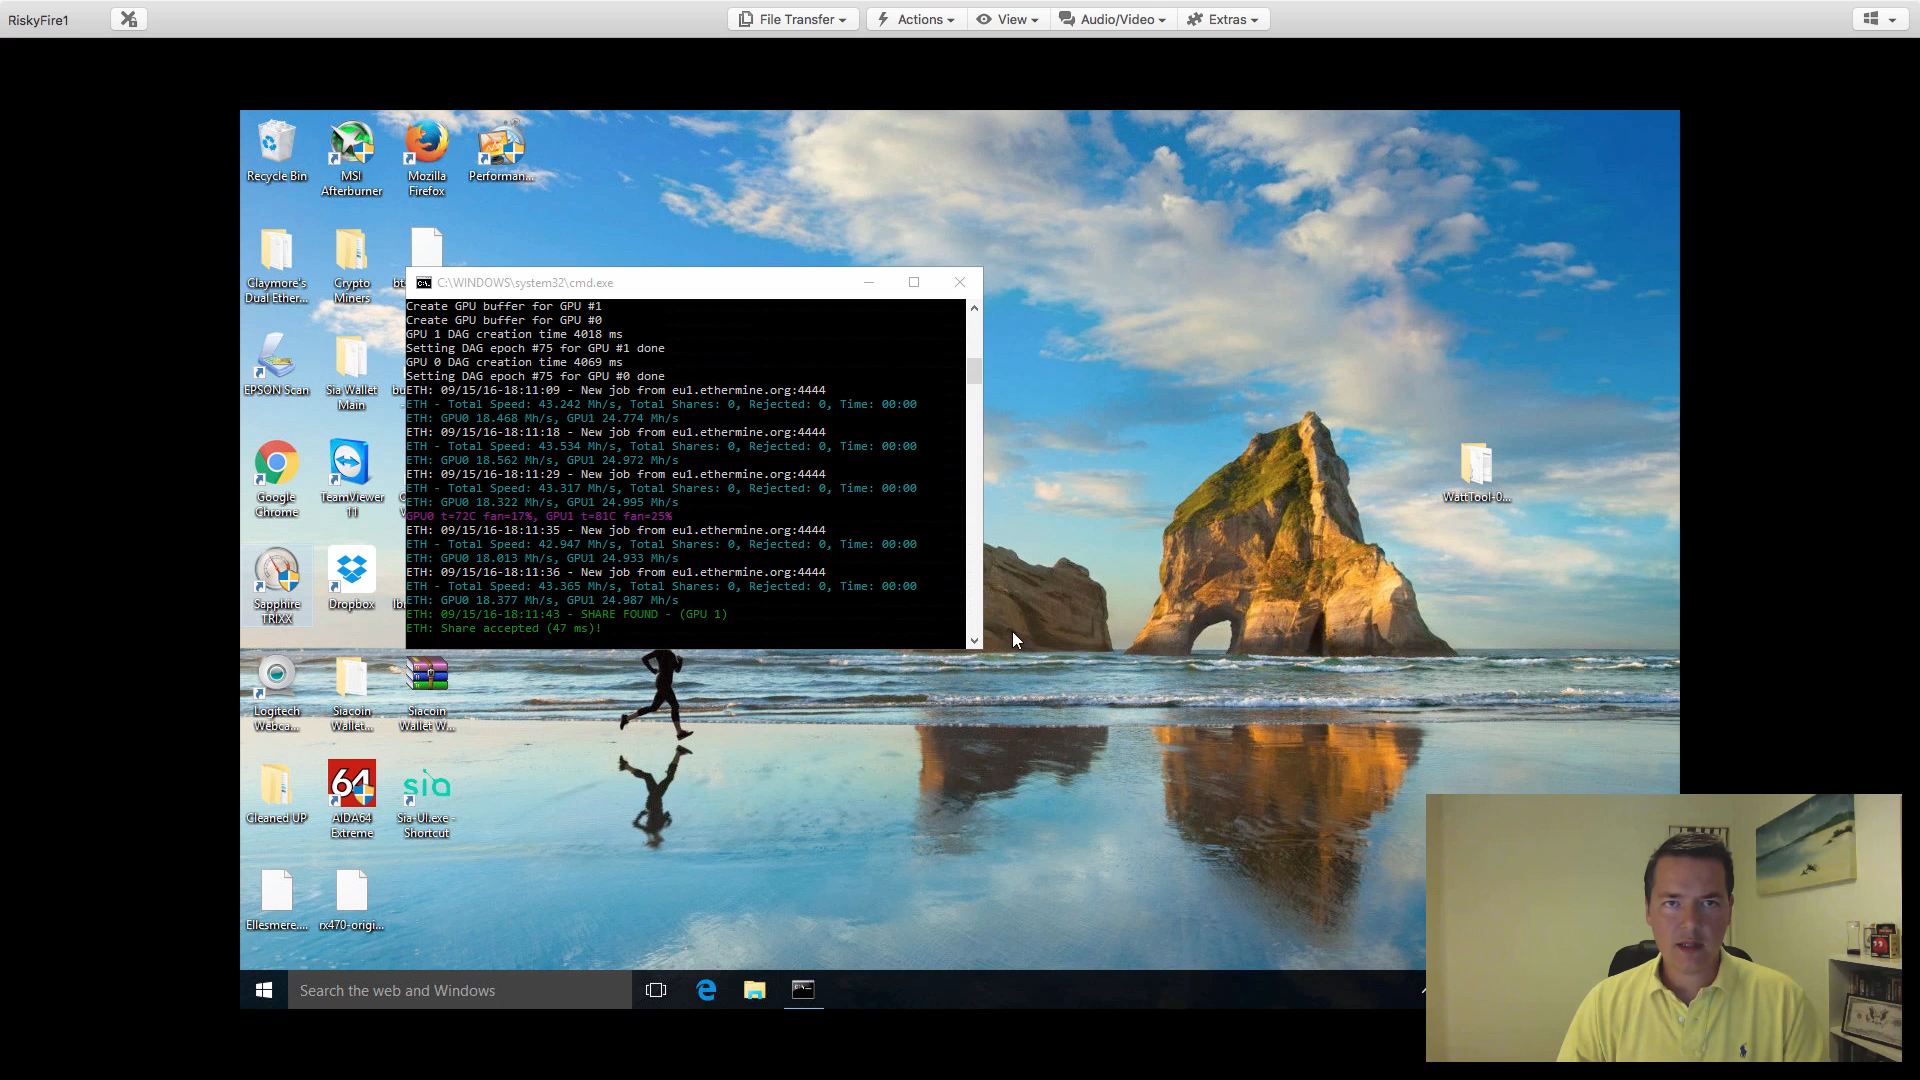 RiskyFire1
File Transfer
Actions
View
Audio/Video
Extras
Recycle Bin
MSI
Afterburner
Mozilla
Firefox
Performan...
Claymore's
Dual Ether...
Crypto
Miners
EPSON Scan
Sia Wallet
Main
Google
Chrome
TeamViewer
11
Sapphire
TRIXX
Dropbox
Logitech
Webca...
Siacoin
Wallet...
Siacoin
Wallet W...
Cleaned UP
64
AIDA64
Extreme
sia
Sia-UI.exe -
Shortcut
Ellesmere....
rx470-origi...
WattTool-0...
C:\WINDOWS\system32\cmd.exe
Create GPU buffer for GPU #1
Create GPU buffer for GPU #0
GPU 1 DAG creation time 4018 ms
Setting DAG epoch #75 for GPU #1 done
GPU 0 DAG creation time 4069 ms
Setting DAG epoch #75 for GPU #0 done
ETH: 09/15/16-18:11:09 - New job from eu1.ethermine.org:4444
ETH - Total Speed: 43.242 Mh/s, Total Shares: 0, Rejected: 0, Time: 00:00
ETH: GPU0 18.468 Mh/s, GPU1 24.774 Mh/s
ETH: 09/15/16-18:11:18 - New job from eu1.ethermine.org:4444
ETH - Total Speed: 43.534 Mh/s, Total Shares: 0, Rejected: 0, Time: 00:00
ETH: GPU0 18.562 Mh/s, GPU1 24.972 Mh/s
ETH: 09/15/16-18:11:29 - New job from eu1.ethermine.org:4444
ETH - Total Speed: 43.317 Mh/s, Total Shares: 0, Rejected: 0, Time: 00:00
ETH: GPU0 18.322 Mh/s, GPU1 24.995 Mh/s
GPU0 t=72C fan=17%, GPU1 t=81C fan=25%
ETH: 09/15/16-18:11:35 - New job from eu1.ethermine.org:4444
ETH - Total Speed: 42.947 Mh/s, Total Shares: 0, Rejected: 0, Time: 00:00
ETH: GPU0 18.013 Mh/s, GPU1 24.933 Mh/s
ETH: 09/15/16-18:11:36 - New job from eu1.ethermine.org:4444
ETH - Total Speed: 43.365 Mh/s, Total Shares: 0, Rejected: 0, Time: 00:00
ETH: GPU0 18.377 Mh/s, GPU1 24.987 Mh/s
ETH: 09/15/16-18:11:43 - SHARE FOUND - (GPU 1)
ETH: Share accepted (47 ms)!
Search the web and Windows